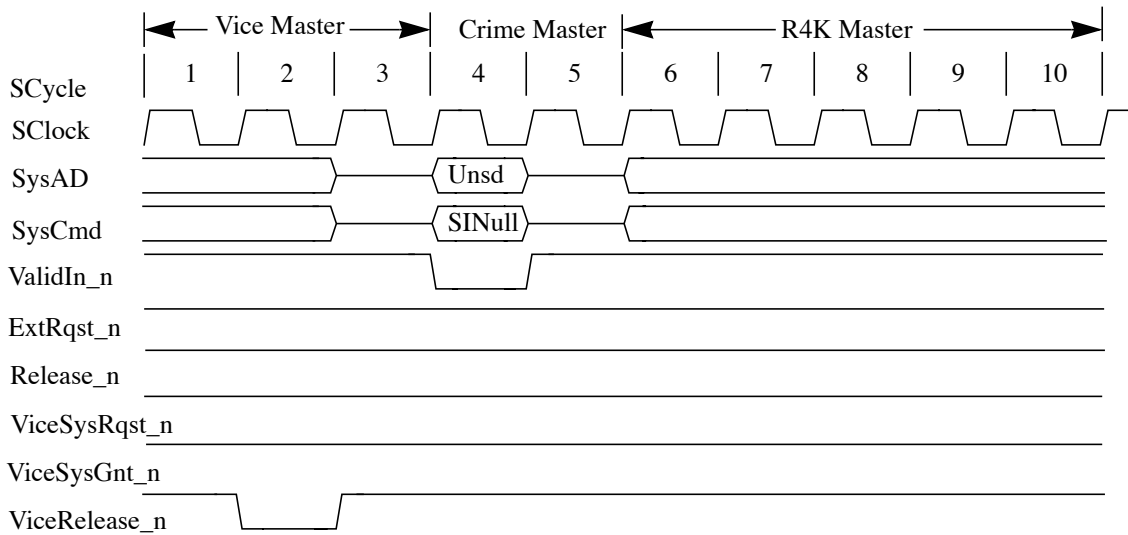 Vice Master Crime Master R4K Master
SCycle 1 2 3 4 5 6 7 8 9 10
SClock
SysAD Unsd
SysCmd SINull
ValidIn_n
ExtRqst_n
Release_n
ViceSysRqst_n
ViceSysGnt_n
ViceRelease_n